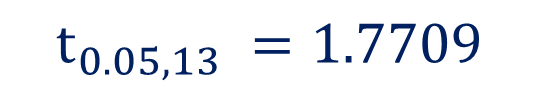 t0.05,13 = 1.7709